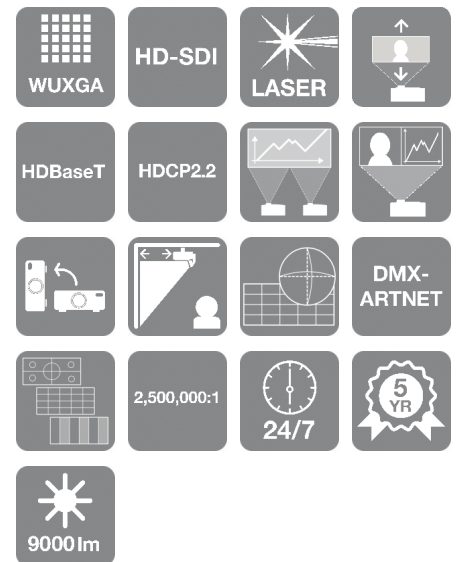 WUXGA
HD-SDI
LASER
HDBaseT
HDCP2.2
DMX-
ARTNET
2,500,000:1
24/7
5
YR
9000 lm